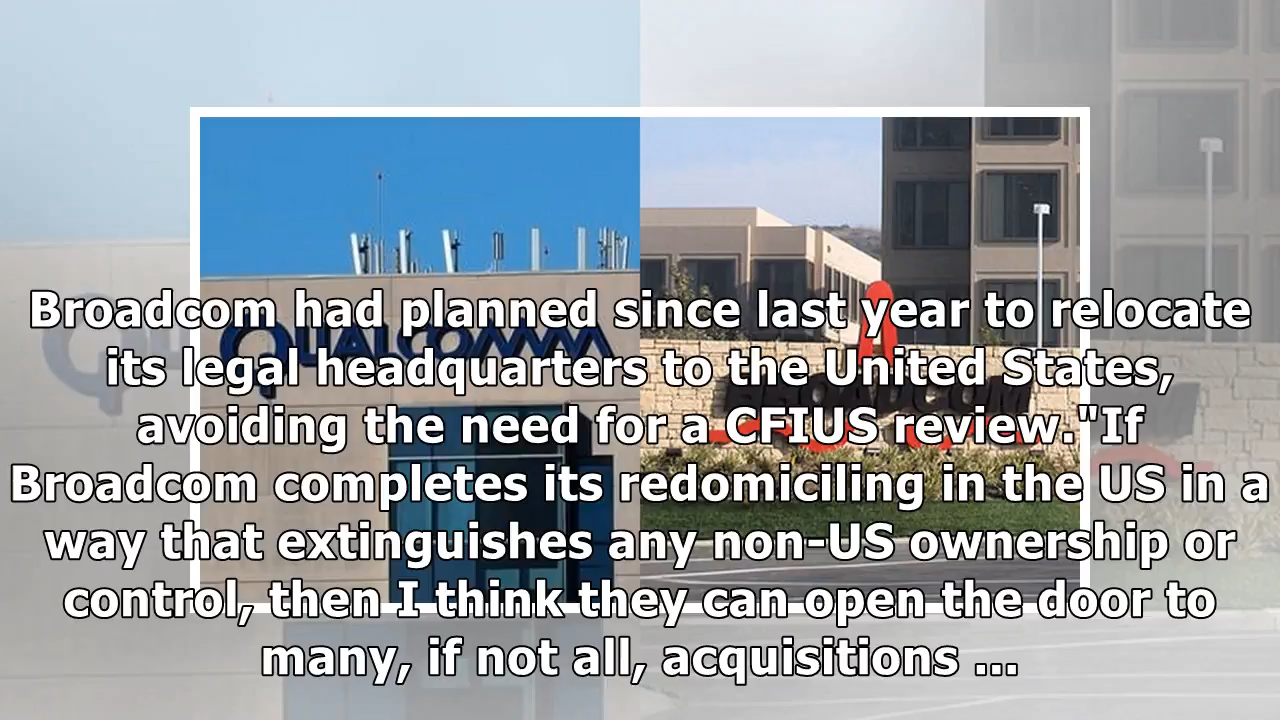 Broadcom had planned since last year to relocate
its legal headquarters to the United States,
avoiding the need for a CFIUS review."If
Broadcom completes its redomiciling in the US in a
way that extinguishes any non-US ownership or
control, then I think they can open the door to
many, if not all, acquisitions ...
QUALCOMM
BROADCOM